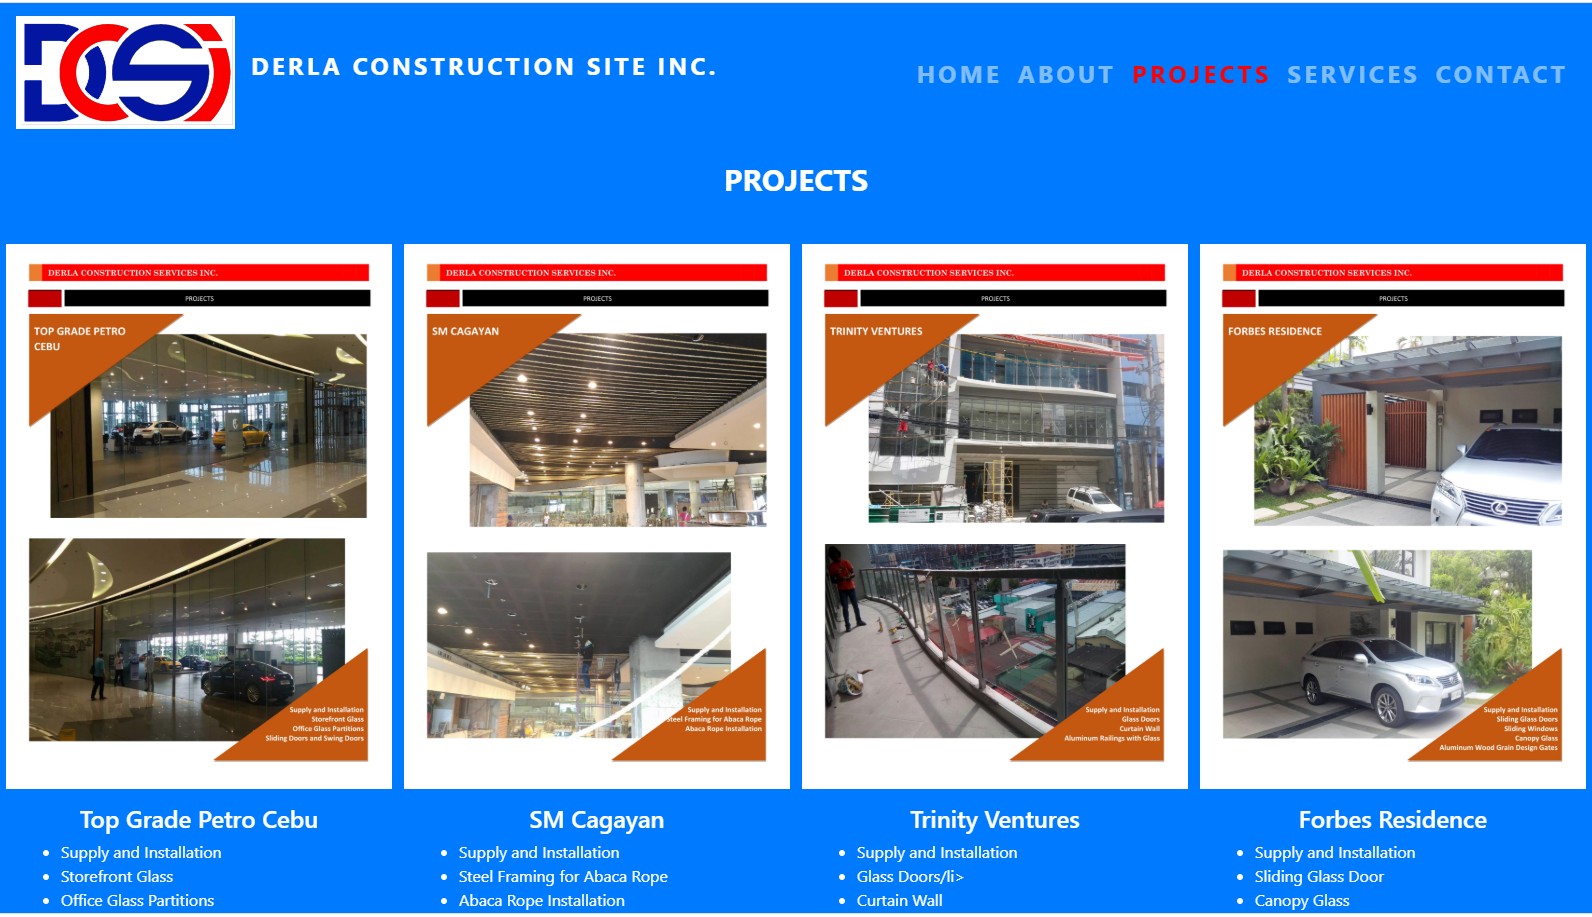 DCSi
DERLA CONSTRUCTION SITE INC.
HOME ABOUT PROJECTS SERVICES CONTACT
PROJECTS
DERLA CONSTRUCTION SERVICES INC.
PROJECTS
TOP GRADE PETRO
CEBU
Supply and Installation
Storefront Glass
Office Glass Partitions
Sliding Doors and Swing Doors
Top Grade Petro Cebu
Supply and Installation
Storefront Glass
Office Glass Partitions
DERLA CONSTRUCTION SERVICES INC.
PROJECTS
SM CAGAYAN
Supply and Installation
Steel Framing for Abaca Rope
Abaca Rope Installation
SM Cagayan
Supply and Installation
Steel Framing for Abaca Rope
Abaca Rope Installation
DERLA CONSTRUCTION SERVICES INC.
PROJECTS
TRINITY VENTURES
Supply and Installation
Glass Doors
Curtain Wall
Aluminum Railings with Glass
Trinity Ventures
Supply and Installation
Glass Doors/li>
Curtain Wall
DERLA CONSTRUCTION SERVICES INC.
PROJECTS
FORBES RESIDENCE
Supply and Installation
Sliding Glass Doors
Sliding Windows
Canopy Glass
Aluminum Wood Grain Design Gates
Forbes Residence
Supply and Installation
Sliding Glass Door
Canopy Glass